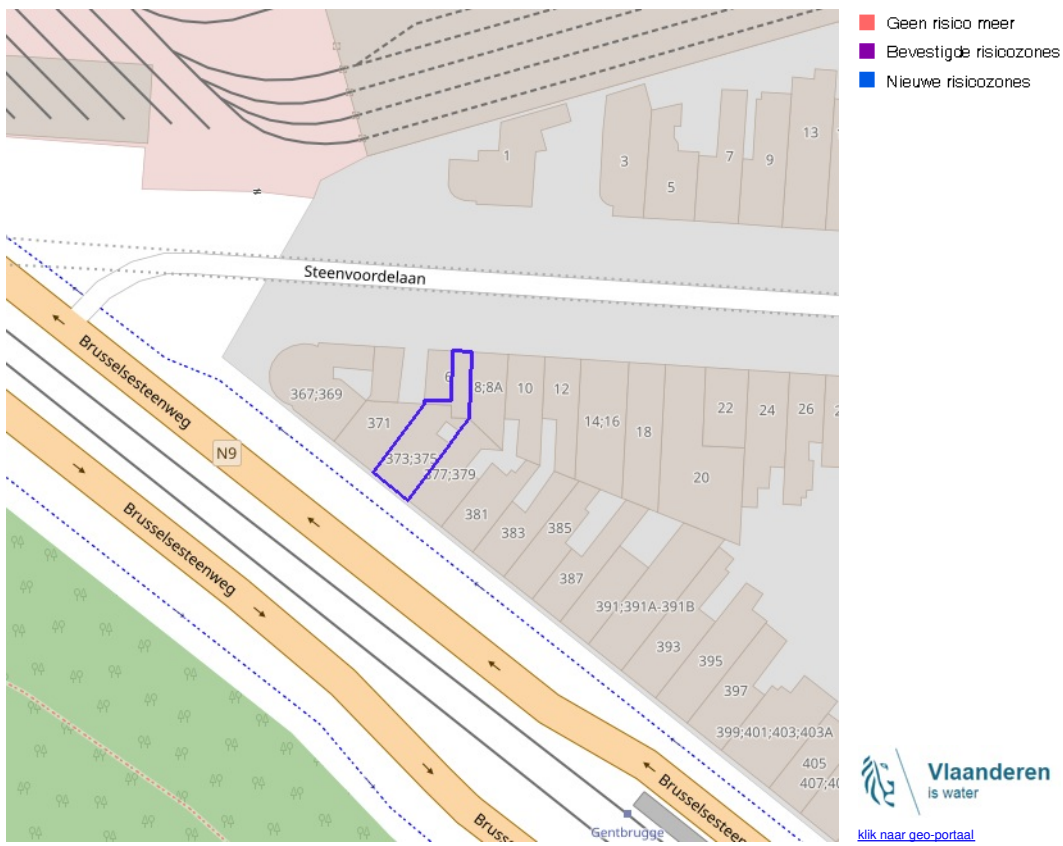 Geen risico meer
Bevestigde risicozones
Nieuwe risicozones
13
1
3
7
9
5
Steenvoordelaan
Brusselsesteenweg
367;369
371
6
8;8A
10
12
14;16
18
22
24
26
20
N9
373;375
377;379
381
383
385
387
391;391A-391B
393
395
397
399;401;403;403A
405
Brusselsesteenweg
Gentbrugge
Vlaanderen
is water
klik naar geo-portaal